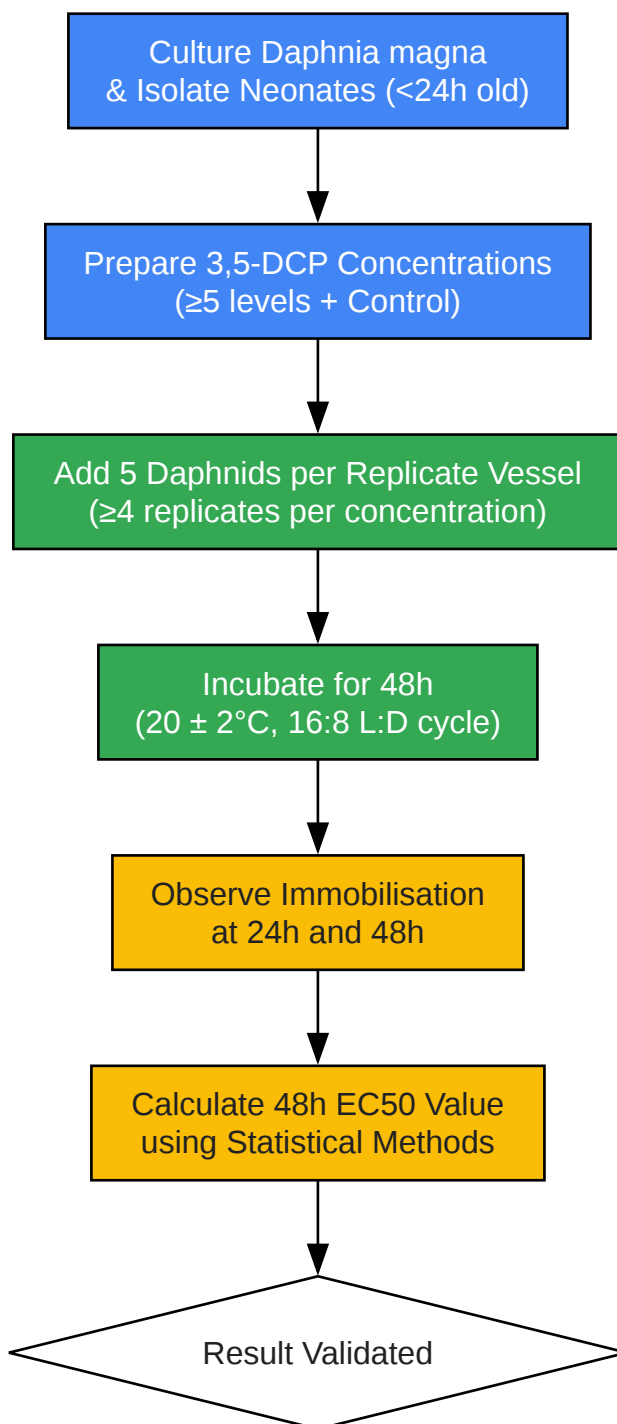 Culture Daphnia magna
& Isolate Neonates (<24h old)
Prepare 3,5-DCP Concentrations
(≥5 levels + Control)
Add 5 Daphnids per Replicate Vessel
(≥4 replicates per concentration)
Incubate for 48h
(20 ± 2°C, 16:8 L:D cycle)
Observe Immobilisation
at 24h and 48h
Calculate 48h EC50 Value
using Statistical Methods
Result Validated